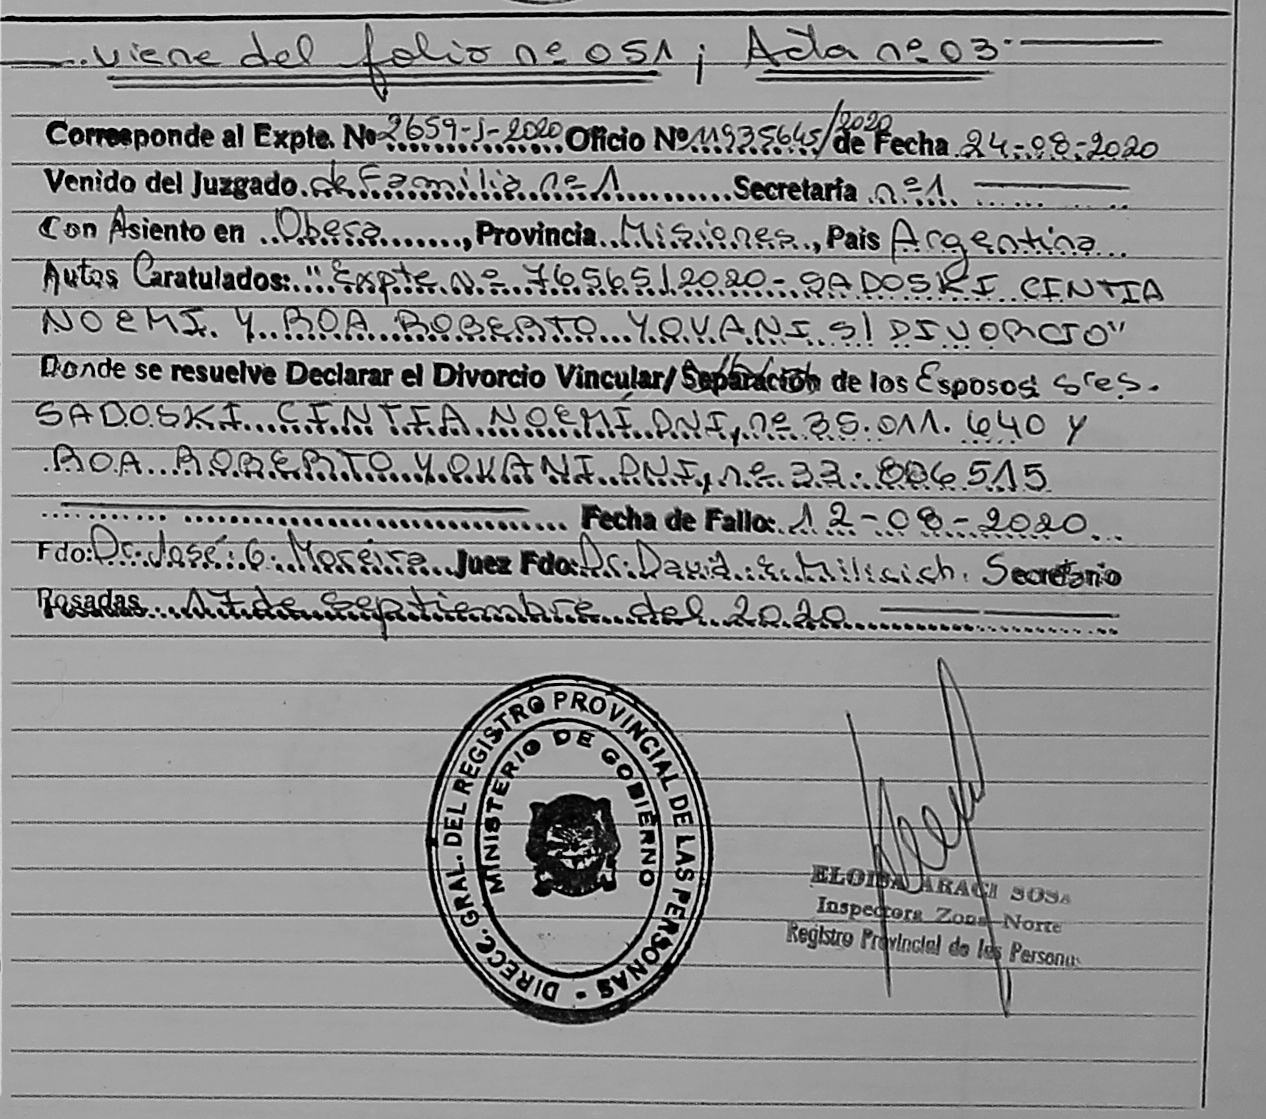 viene del folio nº 051 ; Acta nº 03
Corresponde al Expte. Nº 2659-J-2020 Oficio Nº 11935645/2020 de Fecha 24-08-2020
Venido del Juzgado de Familia nº 1 Secretaria nº 1
Con Asiento en Obera, Provincia Misiones, Pais Argentina
Autos Caratulados: "Expte Nº 76565/2020-SADOSKI CINTIA
NOEMI Y ROA ROBERTO YOVANI S/ DIVORCIO"
Donde se resuelve Declarar el Divorcio Vincular/ Separación de los Esposos sres.
SADOSKI CINTIA NOEMÍ DNI, nº 35.011.640 y
ROA ROBERTO YOVANI DNI, nº 33.006515
Fecha de Fallo: 12-08-2020
Fdo: Dr. José G. Moreira Juez Fdo: Dr. David E. Milicich. Secretario
Posadas 17 de Septiembre del 2020
DIRECC. GRAL. DEL REGISTRO PROVINCIAL DE LAS PERSONAS -
MINISTERIO DE GOBIERNO
ELOISA ARACI SOSA
Inspectora Zona Norte
Registro Provincial de las Personas